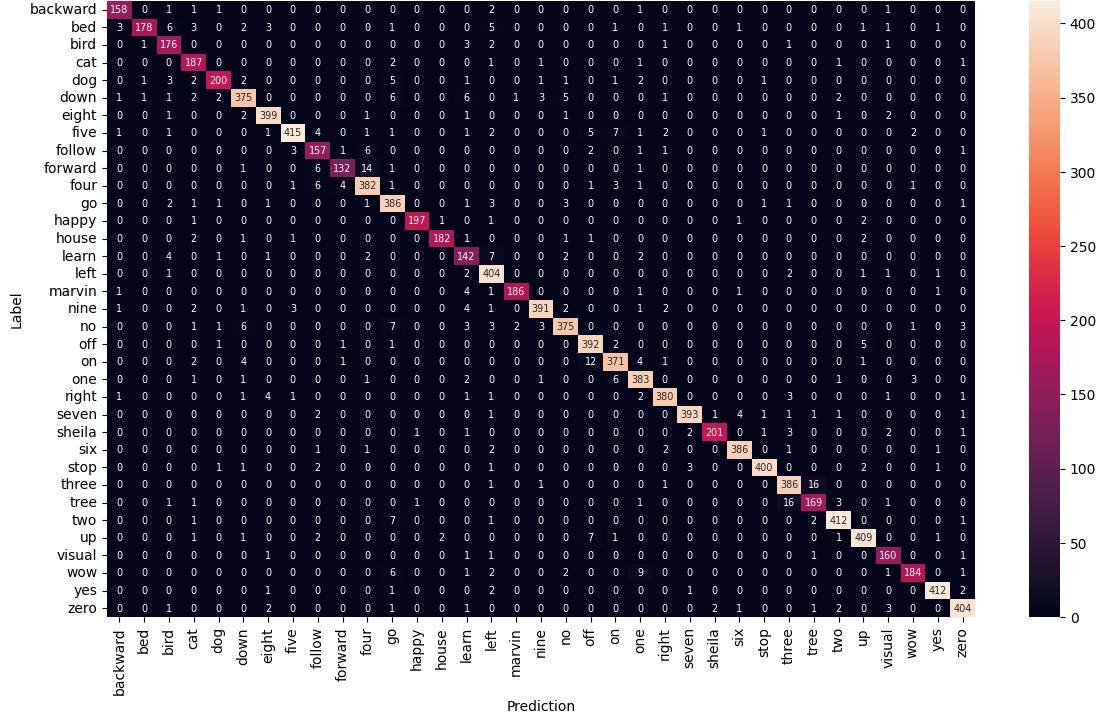 backward 158 0 1 1 1 0 0 0 0 0 0 0 0 0 0 2 0 0 0 0 0 1 0 0 0 0 0 0 0 0 0 1 0 0 0
bed 3 178 6 3 0 2 3 0 0 0 0 1 0 0 0 5 0 0 0 0 1 0 1 0 0 1 0 0 0 0 1 1 0 1 0
bird 0 1 176 0 0 0 0 0 0 0 0 0 0 0 3 2 0 0 0 0 0 0 0 0 0 0 0 1 0 0 0 1 0 0 0
cat 0 0 0 187 0 0 0 0 0 0 0 2 0 0 0 1 0 1 0 0 0 1 0 0 0 0 0 0 0 1 0 0 0 0 1
dog 0 1 3 2 200 2 0 0 0 0 0 5 0 0 1 0 0 1 1 0 1 2 0 0 0 0 1 0 0 0 0 0 0 0 0
down 1 1 1 2 2 375 0 0 0 0 0 6 0 0 6 0 1 3 5 0 0 0 1 0 0 0 0 0 0 2 0 0 0 0 0
eight 0 0 1 0 0 2 399 0 0 0 1 0 0 0 1 0 0 0 1 0 0 0 0 0 0 0 0 0 0 1 0 2 0 0 0
five 1 0 1 0 0 0 1 415 4 0 1 1 0 0 1 2 0 0 0 5 7 1 2 0 0 0 1 0 0 0 0 0 2 0 0
follow 0 0 0 0 0 0 0 3 157 1 6 0 0 0 0 0 0 0 0 2 0 1 1 0 0 0 0 0 0 0 0 0 0 0 1
forward 0 0 0 0 0 1 0 0 6 132 14 1 0 0 1 0 0 0 0 0 0 1 0 0 0 0 0 0 0 0 0 0 0 0 0
four 0 0 0 0 0 0 0 1 6 4 382 1 0 0 0 0 0 0 0 1 3 1 0 0 0 0 0 0 0 0 0 0 1 0 0
go 0 0 2 1 1 0 1 0 0 0 1 386 0 0 1 3 0 0 3 0 0 0 0 0 0 0 1 1 0 0 0 0 0 0 1
happy 0 0 0 1 0 0 0 0 0 0 0 0 197 1 0 1 0 0 0 0 0 0 0 0 0 1 0 0 0 0 0 0 0 0 0
house 0 0 0 2 0 1 0 1 0 0 0 0 0 182 1 0 0 0 1 1 0 0 0 0 0 0 0 0 0 0 2 0 0 0 0
learn 0 0 4 0 1 0 1 0 0 0 2 0 0 0 142 7 0 0 2 0 0 2 0 0 0 0 0 0 0 0 0 0 0 0 0
left 0 0 1 0 0 0 0 0 0 0 0 0 0 0 2 404 0 0 0 0 0 0 0 0 0 0 0 2 0 0 1 1 0 0 0
marvin 1 0 0 0 0 0 0 0 0 0 0 0 0 0 4 1 186 0 0 0 0 1 0 0 0 1 0 0 0 0 0 0 0 0 0
nine 1 0 0 2 0 1 0 3 0 0 0 0 0 0 4 1 0 391 2 0 0 1 2 0 0 0 0 0 0 0 0 0 0 0 0
no 0 0 0 1 1 6 0 0 0 0 0 7 0 0 3 3 2 3 375 0 0 0 0 0 0 0 0 0 0 0 0 0 1 0 3
off 0 0 0 0 1 0 0 0 0 0 1 1 0 0 0 0 0 0 0 392 2 0 0 0 0 0 0 0 0 0 5 0 0 0 0
on 0 0 0 2 0 4 0 0 0 1 0 0 0 0 0 0 0 0 0 12 371 4 1 0 0 0 0 0 0 0 1 0 0 0 0
one 0 0 0 1 0 1 0 0 0 0 1 0 0 0 2 0 0 1 0 0 6 383 0 0 0 0 0 0 0 1 0 0 3 0 0
right 1 0 0 0 0 1 4 1 0 0 0 0 0 0 1 1 0 0 0 0 0 2 380 0 0 0 0 3 0 0 0 1 0 0 1
seven 0 0 0 0 0 0 0 0 2 0 0 0 0 0 0 1 0 0 0 0 0 0 0 393 1 4 1 1 1 1 0 0 0 0 1
sheila 0 0 0 0 0 0 0 0 0 0 0 0 1 0 1 0 0 0 0 0 0 0 0 2 201 0 1 3 0 0 0 2 0 0 1
six 0 0 0 0 0 0 0 0 1 0 1 0 0 0 0 2 0 0 0 0 0 0 2 0 0 386 0 1 0 0 0 0 0 1 0
stop 0 0 0 0 1 1 0 0 2 0 0 0 0 0 0 1 0 0 0 0 0 0 0 3 0 0 400 0 0 0 2 0 0 1 0
three 0 0 0 0 0 0 0 0 0 0 0 0 0 0 0 1 0 1 0 0 0 0 1 0 0 0 0 386 16 0 0 0 0 0 0
tree 0 0 1 1 0 0 0 0 0 0 0 0 1 0 0 0 0 0 0 0 0 1 0 0 0 0 0 16 169 3 0 1 0 0 0
two 0 0 0 1 0 0 0 0 0 0 0 7 0 0 0 1 0 0 0 0 0 0 0 0 0 0 0 0 2 412 0 0 0 0 1
up 0 0 0 1 0 1 0 0 2 0 0 0 0 2 0 0 0 0 0 7 1 0 0 0 0 0 0 0 0 1 409 0 0 1 0
visual 0 0 0 0 0 0 1 0 0 0 0 0 0 0 1 1 0 0 0 0 0 0 0 0 0 0 0 0 1 0 0 160 0 0 1
wow 0 0 0 0 0 0 0 0 0 0 0 6 0 0 1 2 0 0 2 0 0 9 0 0 0 0 0 0 0 0 0 1 184 0 1
yes 0 0 0 0 0 0 1 0 0 0 0 1 0 0 0 2 0 0 0 0 0 0 0 1 0 0 0 0 0 0 0 0 0 412 2
zero 0 0 1 0 0 0 2 0 0 0 0 1 0 0 1 0 0 0 0 0 0 0 0 0 2 1 0 0 1 2 0 3 0 0 404
backward bed bird cat dog down eight five follow forward four go happy house learn left marvin nine no off on one right seven sheila six stop three tree two up visual wow yes zero
Prediction
Label
400
350
300
250
200
150
100
50
0